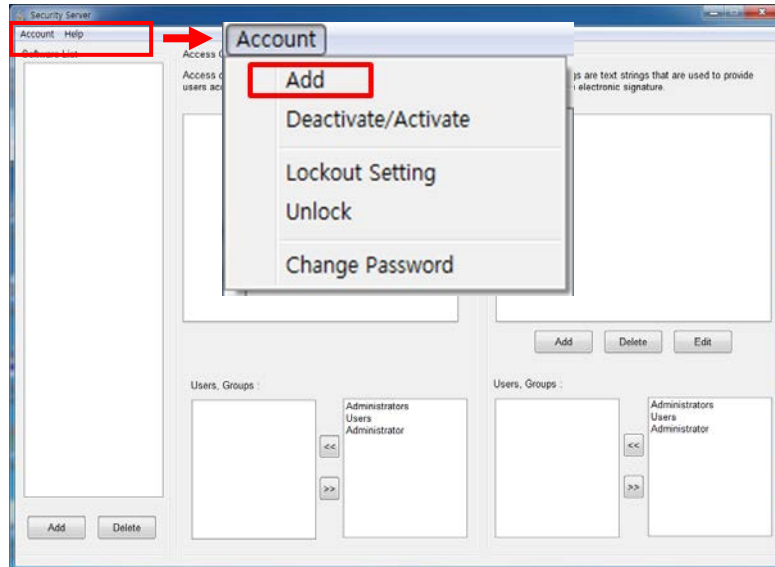 Security Server
Account Help
Software List
Access
Access
users
gs are text strings that are used to provide
electronic signature.
Account
Add
Deactivate/Activate
Lockout Setting
Unlock
Change Password
Add Delete Edit
Users, Groups :
Administrators
Users
Administrator
<<
>>
Users, Groups :
Administrators
Users
Administrator
<<
>>
Add Delete